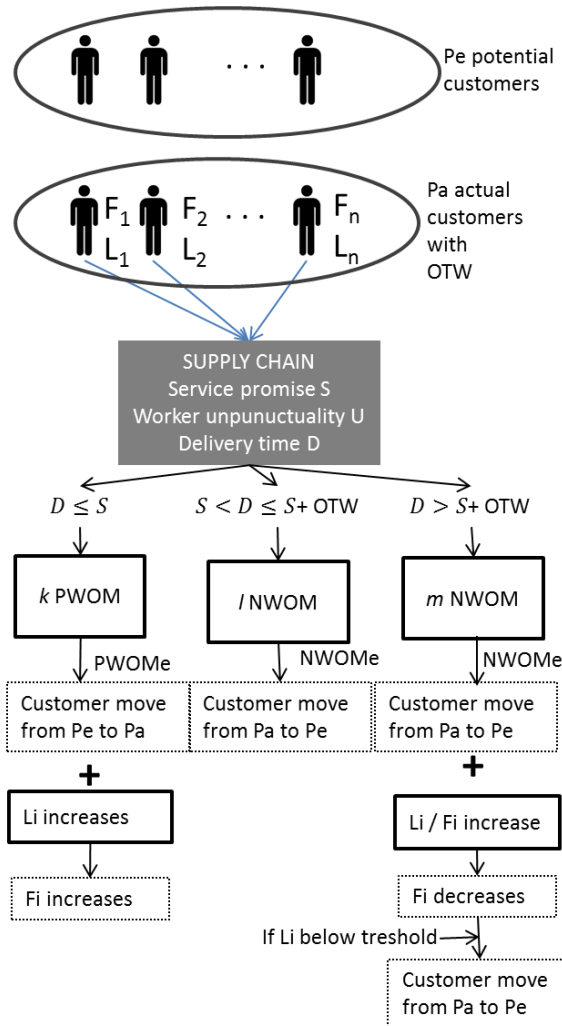 Pe potential
customers
. . .
Pa actual
customers
with
OTW
F1 F2 . . . Fn
L1 L2 Ln
SUPPLY CHAIN
Service promise S
Worker unpunctuality U
Delivery time D
D ≤ S
S < D ≤ S+ OTW
D > S+ OTW
k PWOM
l NWOM
m NWOM
PWOMe
NWOMe
NWOMe
Customer move
from Pe to Pa
Customer move
from Pa to Pe
Customer move
from Pa to Pe
+
+
Li increases
Li / Fi increase
Fi increases
Fi decreases
If Li below treshold
Customer move
from Pa to Pe